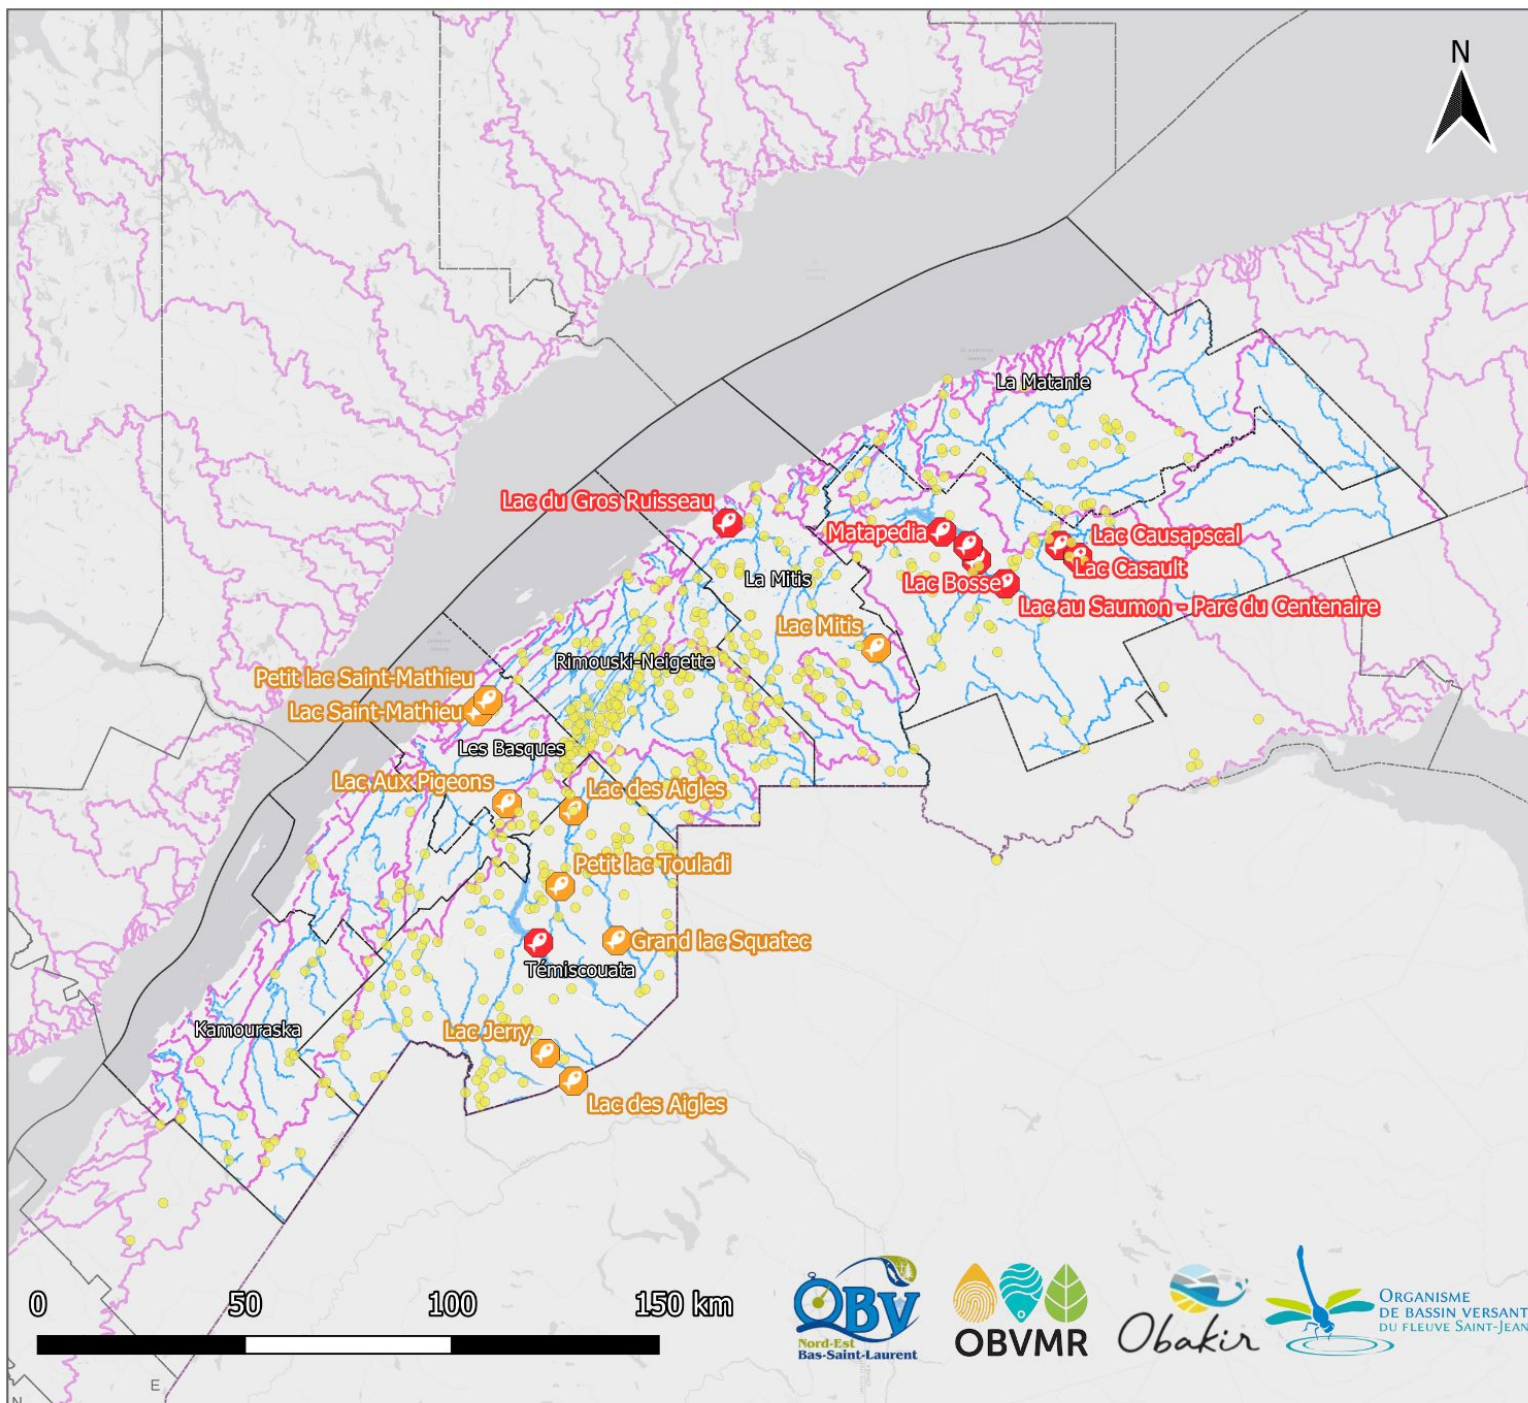 N
La Matanie
Lac du Gros Ruisseau
Matapedia
Lac Causapscal
Lac Casault
La Mitis
Lac Bosse
Lac au Saumon - Parc du Centenaire
Lac Mitis
Rimouski-Neigette
Petit lac Saint-Mathieu
Lac Saint-Mathieu
Les Basques
Lac Aux Pigeons
Lac des Aigles
Petit lac Touladi
Grand lac Squatec
Témiscouata
Kamouraska
Lac Jerry
Lac des Aigles
0 50 100 150 km
OBV
Nord-Est
Bas-Saint-Laurent
OBVMR
Obakir
ORGANISME
DE BASSIN VERSANT
DU FLEUVE SAINT-JEAN
E
N